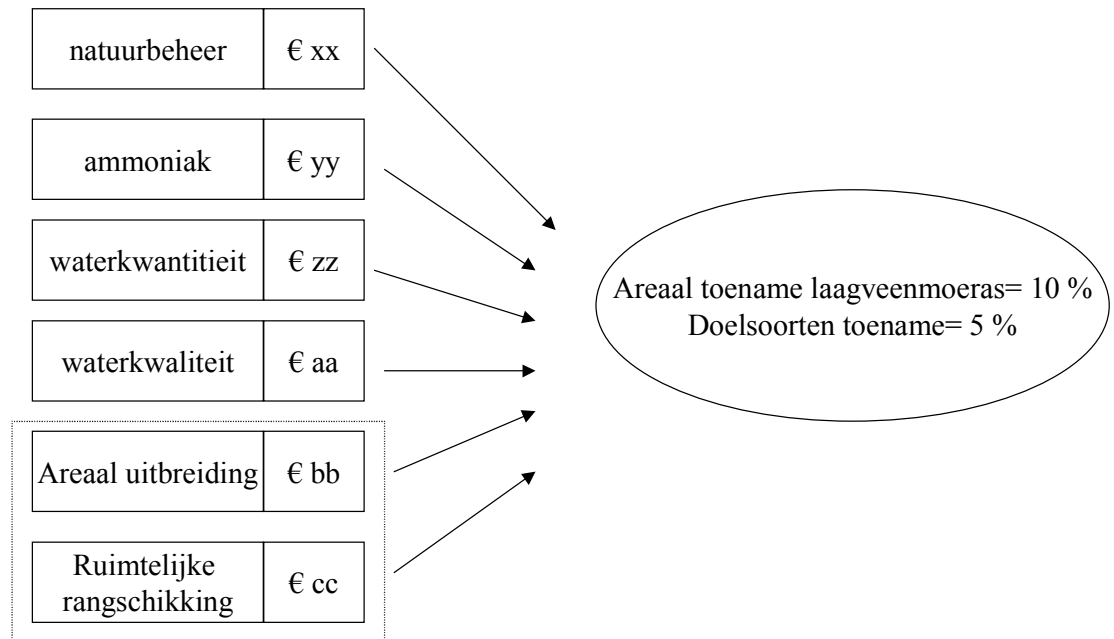 natuurbeheer € xx
ammoniak € yy
waterkwantitieit € zz
waterkwaliteit € aa
Areaal uitbreiding € bb
Ruimtelijke
rangschikking € cc
Areaal toename laagveenmoeras= 10 %
Doelsoorten toename= 5 %